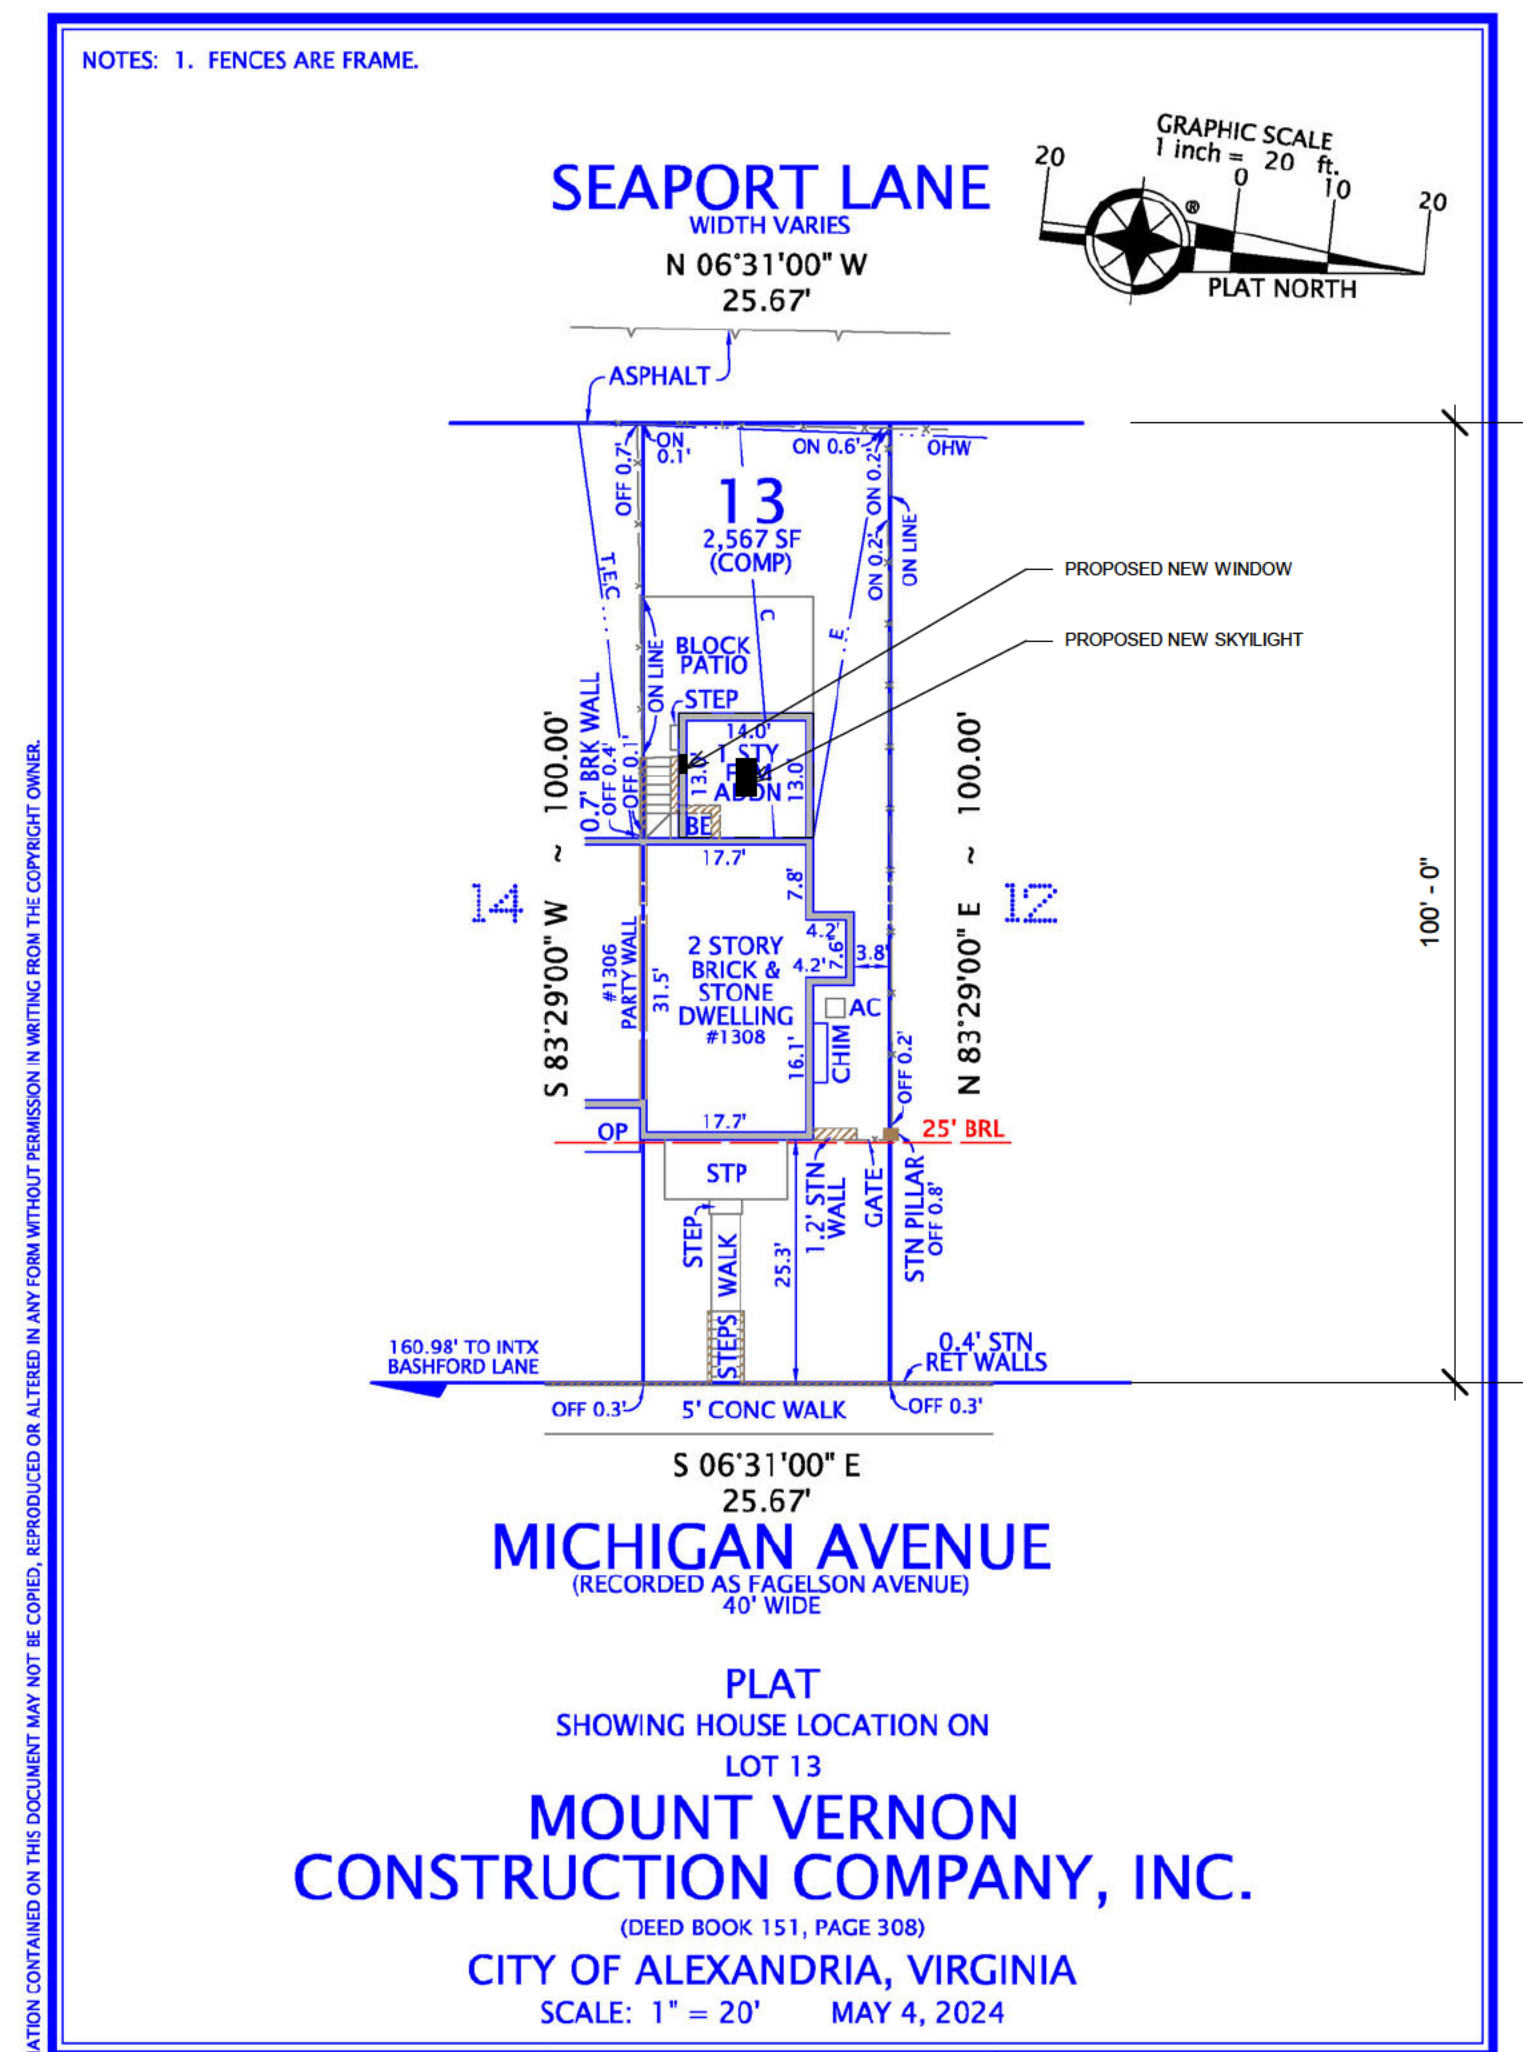 NOTES: 1. FENCES ARE FRAME.
GRAPHIC SCALE
1 inch = 20 ft.
20
0
10
20
®
PLAT NORTH
SEAPORT LANE
WIDTH VARIES
N 06°31'00" W
25.67'
ASPHALT
OFF 0.7'
ON
0.1'
ON 0.6'
ON 0.2'
OHW
13
2,567 SF
(COMP)
ON 0.2'
ON LINE
T.E.C
C
E
PROPOSED NEW WINDOW
PROPOSED NEW SKYILIGHT
ON LINE
BLOCK
PATIO
STEP
0.7' BRK WALL
OFF 0.4'
OFF 0.1'
14.0'
1 STY
ADDN
13.0'
13.0'
BE
S 83°29'00" W ~ 100.00'
N 83°29'00" E ~ 100.00'
100' - 0"
17.7'
7.8'
14
12
#1306
PARTY WALL
31.5'
2 STORY
BRICK &
STONE
DWELLING
#1308
4.2'
7.6'
4.2'
3.8'
AC
CHIM
16.1'
OFF 0.2'
17.7'
OP
25' BRL
STP
STEP
WALK
STEPS
25.3'
1.2' STN
WALL
GATE
STN PILLAR
OFF 0.8'
160.98' TO INTX
BASHFORD LANE
0.4' STN
RET WALLS
OFF 0.3'
5' CONC WALK
OFF 0.3'
S 06°31'00" E
25.67'
MICHIGAN AVENUE
(RECORDED AS FAGELSON AVENUE)
40' WIDE
PLAT
SHOWING HOUSE LOCATION ON
LOT 13
MOUNT VERNON
CONSTRUCTION COMPANY, INC.
(DEED BOOK 151, PAGE 308)
CITY OF ALEXANDRIA, VIRGINIA
SCALE: 1" = 20' MAY 4, 2024
ATION CONTAINED ON THIS DOCUMENT MAY NOT BE COPIED, REPRODUCED OR ALTERED IN ANY FORM WITHOUT PERMISSION IN WRITING FROM THE COPYRIGHT OWNER.